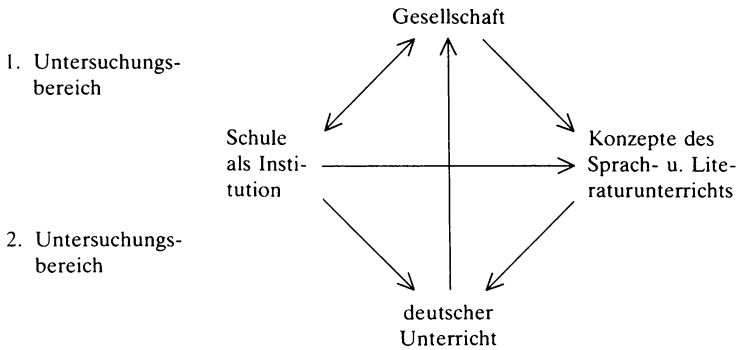 Gesellschaft
1. Untersuchungs-
bereich
Schule
als Insti-
tution
Konzepte des
Sprach- u. Lite-
raturunterrichts
2. Untersuchungs-
bereich
deutscher
Unterricht